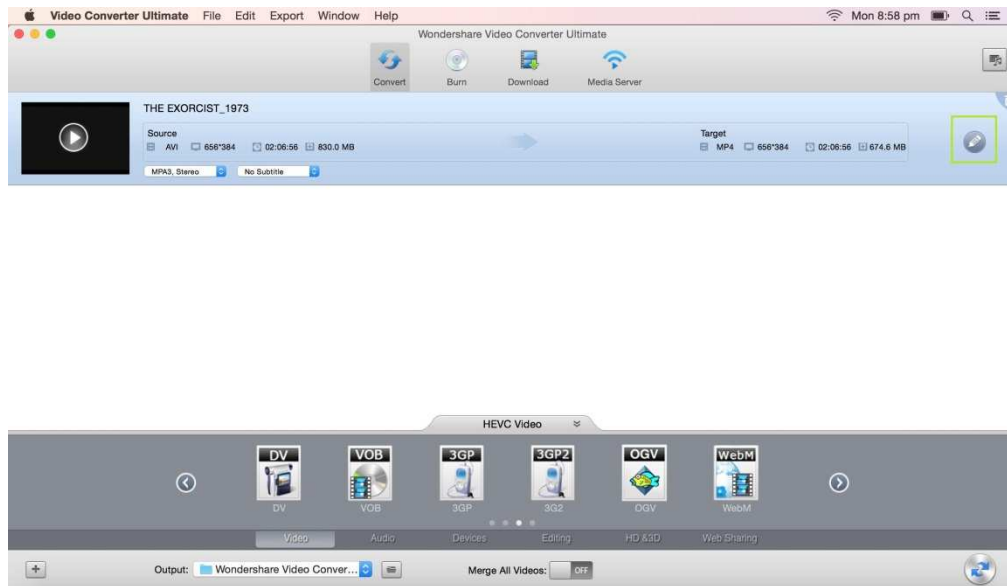 Video Converter Ultimate File Edit Export Window Help Mon 8:58 pm
Wondershare Video Converter Ultimate
Convert Burn Download Media Server
THE EXORCIST_1973
Source Target
AVI 656*384 02:06:56 830.0 MB MP4 656*384 02:06:56 674.6 MB
MPA3, Stereo No Subtitle
HEVC Video
DV VOB 3GP 3GP2 OGV WebM
DV VOB 3GP 3G2 OGV WebM
Video Audio Devices Editing HD &3D Web Sharing
Output: Wondershare Video Conver... Merge All Videos: OFF